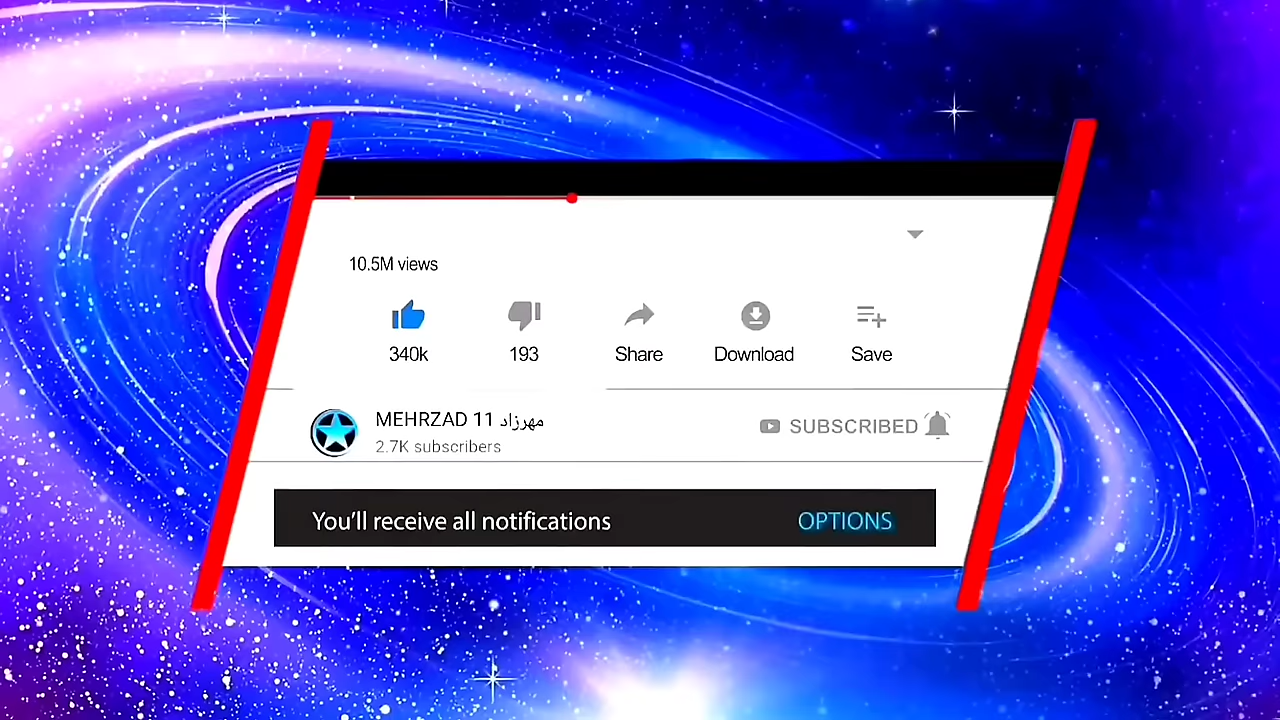 10.5M views
340k 193 Share Download Save
MEHRZAD 11 مهرزاد SUBSCRIBED
2.7K subscribers
You'll receive all notifications OPTIONS